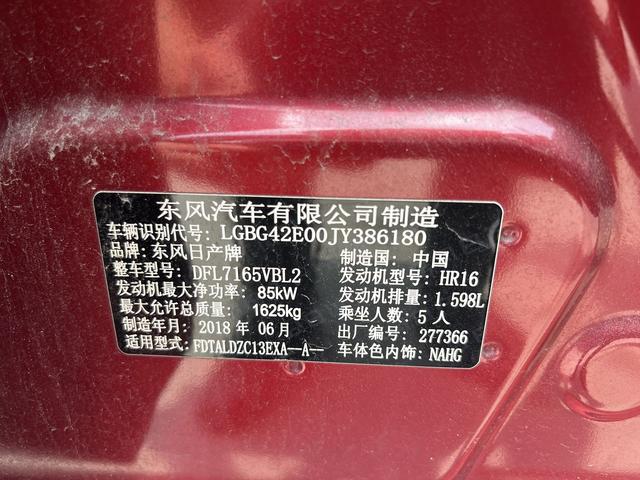 东风汽车有限公司制造
车辆识别代号: LGBG42E00JY386180
品牌: 东风日产牌 制造国: 中国
整车型号: DFL7165VBL2 发动机型号: HR16
发动机最大净功率: 85kW 发动机排量: 1.598L
最大允许总质量: 1625kg 乘坐人数: 5 人
制造年月: 2018 年 06 月 出厂编号: 277366
适用型式: FDTALDZC13EXA--A-- 车体色内饰: NAHG